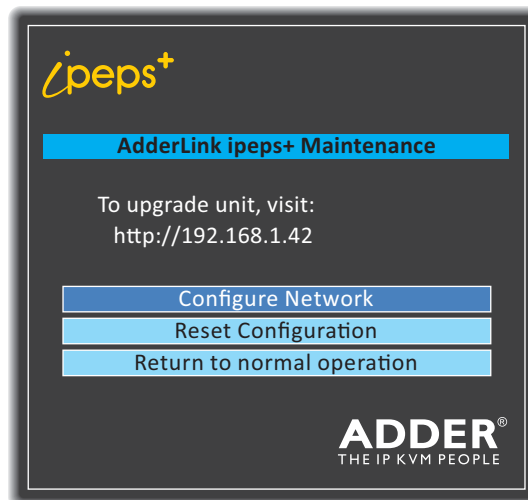 ipeps+
AdderLink ipeps+ Maintenance
To upgrade unit, visit:
http://192.168.1.42
Configure Network
Reset Configuration
Return to normal operation
ADDER®
THE IP KVM PEOPLE